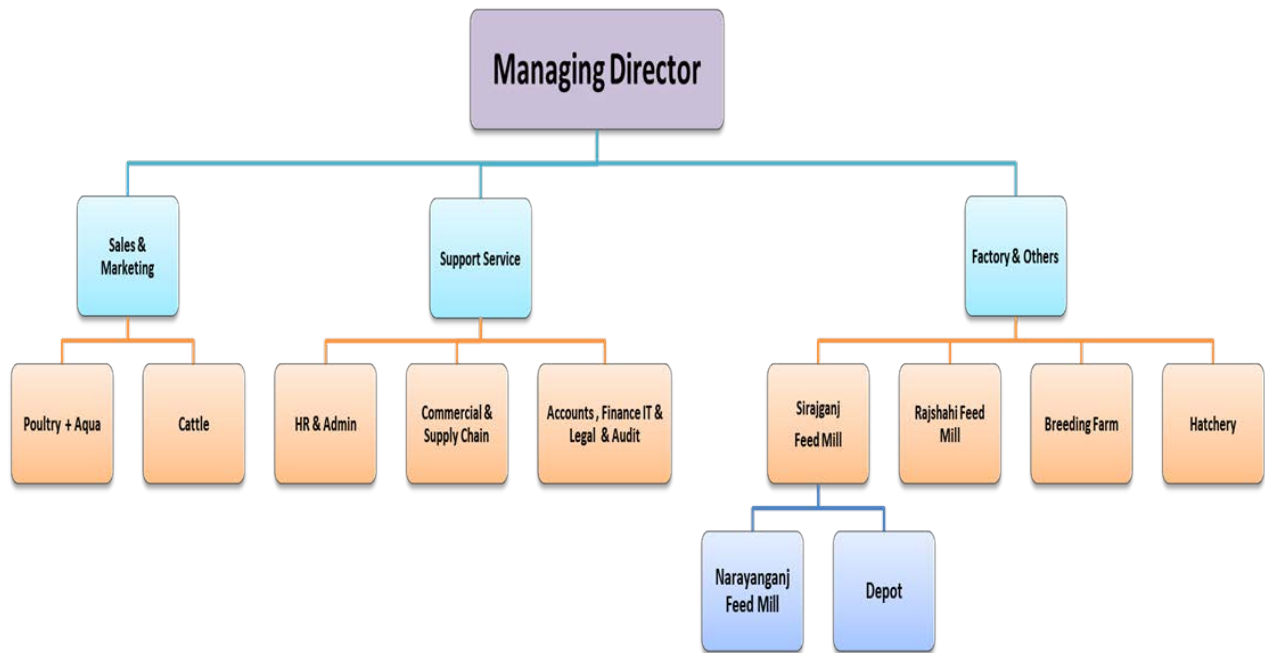 Managing Director
Sales &
Marketing
Support Service
Factory & Others
Poultry + Aqua
Cattle
HR & Admin
Commercial &
Supply Chain
Accounts , Finance IT &
Legal & Audit
Sirajganj
Feed Mill
Rajshahi Feed
Mill
Breeding Farm
Hatchery
Narayanganj
Feed Mill
Depot